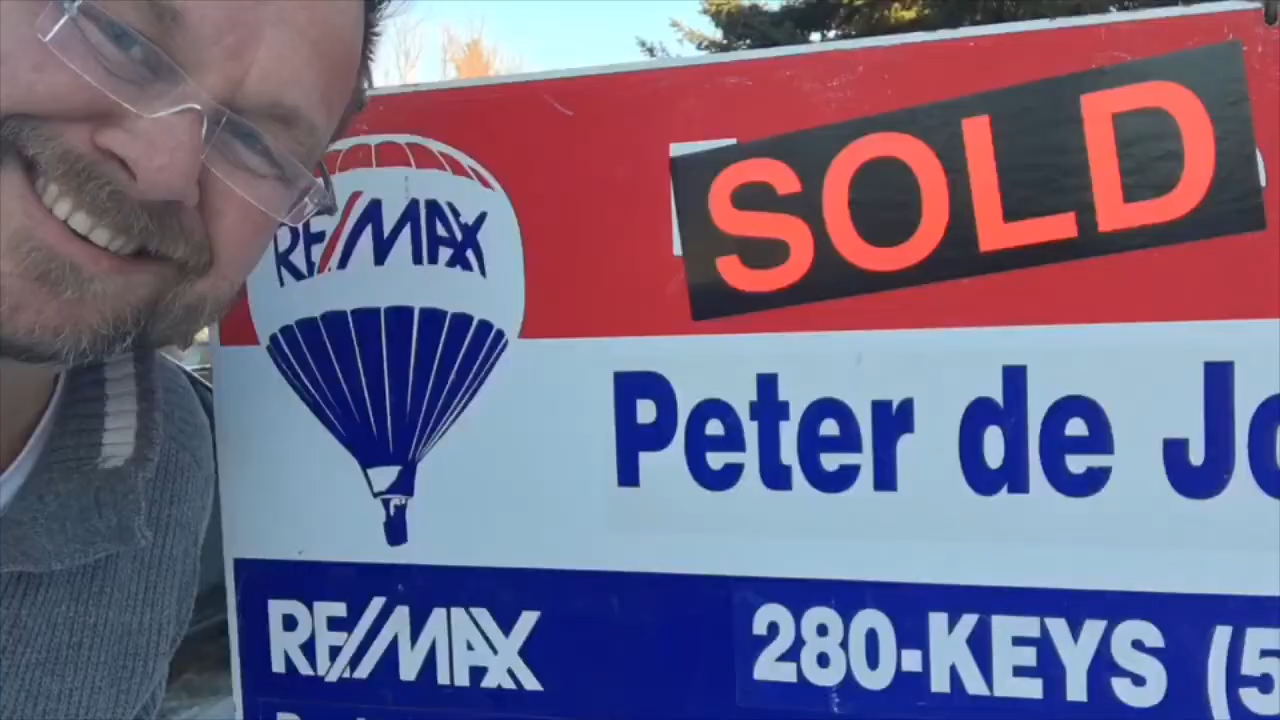 SOLD
RE/MAX
Peter de Jo
RE/MAX
280-KEYS (5